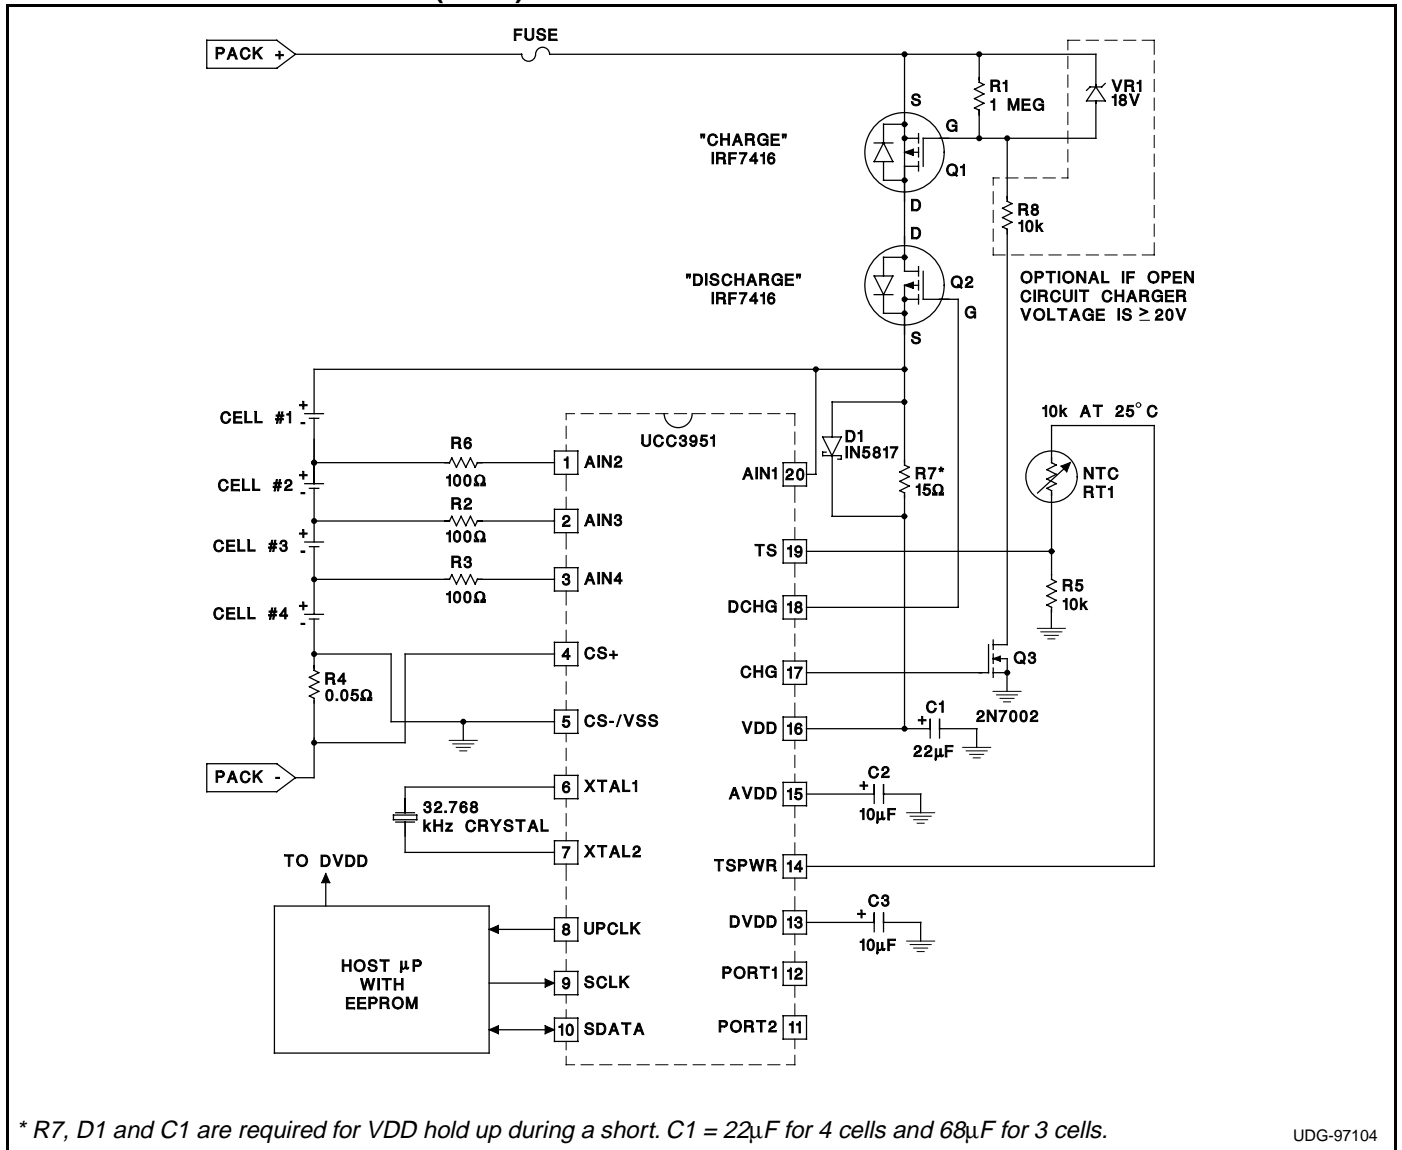 FUSE
PACK +
R1
1 MEG
VR1
18V
S
G
"CHARGE"
IRF7416
Q1
D
D
R8
10k
"DISCHARGE"
IRF7416
Q2
G
S
OPTIONAL IF OPEN
CIRCUIT CHARGER
VOLTAGE IS ≥ 20V
+
CELL #1
-
10k AT 25°C
UCC3951
D1
IN5817
R6
100Ω
1 AIN2
AIN1 20
R7*
15Ω
NTC
RT1
CELL #2
+
-
R2
100Ω
2 AIN3
CELL #3
+
-
TS 19
R3
100Ω
3 AIN4
R5
10k
CELL #4
+
-
DCHG 18
4 CS+
CHG 17
Q3
2N7002
R4
0.05Ω
5 CS-/VSS
VDD 16
C1
+
22µF
PACK -
6 XTAL1
AVDD 15
C2
+
10µF
32.768
kHz CRYSTAL
7 XTAL2
TSPWR 14
TO DVDD
8 UPCLK
DVDD 13
C3
+
10µF
HOST µP
WITH
EEPROM
9 SCLK
PORT1 12
10 SDATA
PORT2 11
* R7, D1 and C1 are required for VDD hold up during a short. C1 = 22µF for 4 cells and 68µF for 3 cells.
UDG-97104